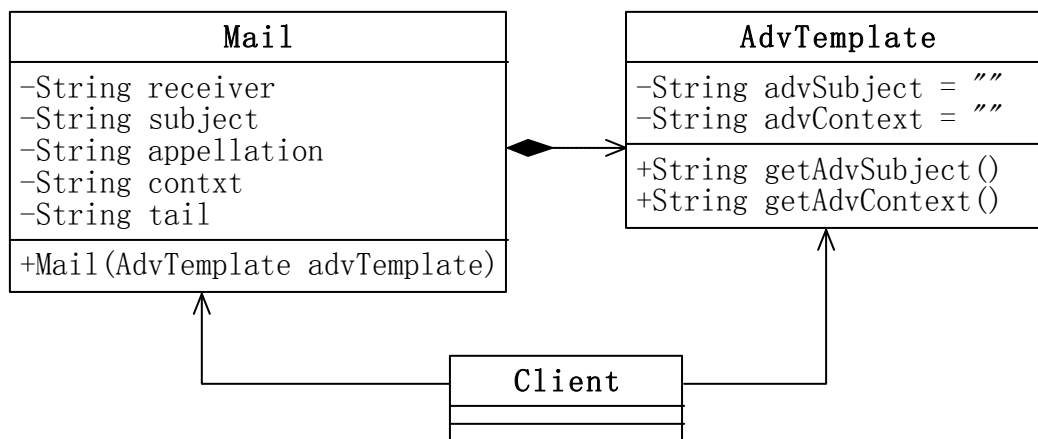 Mail
-String receiver
-String subject
-String appellation
-String contxt
-String tail
+Mail(AdvTemplate advTemplate)
AdvTemplate
-String advSubject = ""
-String advContext = ""
+String getAdvSubject()
+String getAdvContext()
Client